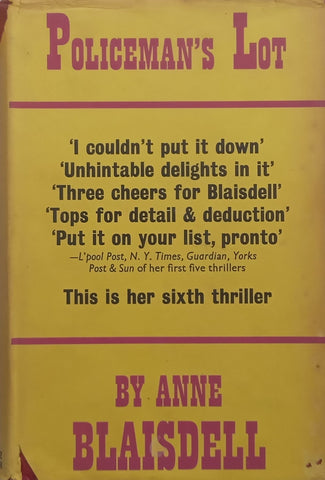 POLICEMAN'S LOT
'I couldn't put it down'
'Unhintable delights in it'
'Three cheers for Blaisdell'
'Tops for detail & deduction'
'Put it on your list, pronto'
—L'pool Post, N. Y. Times, Guardian, Yorks
Post & Sun of her first five thrillers
This is her sixth thriller
BY ANNE
BLAISDELL